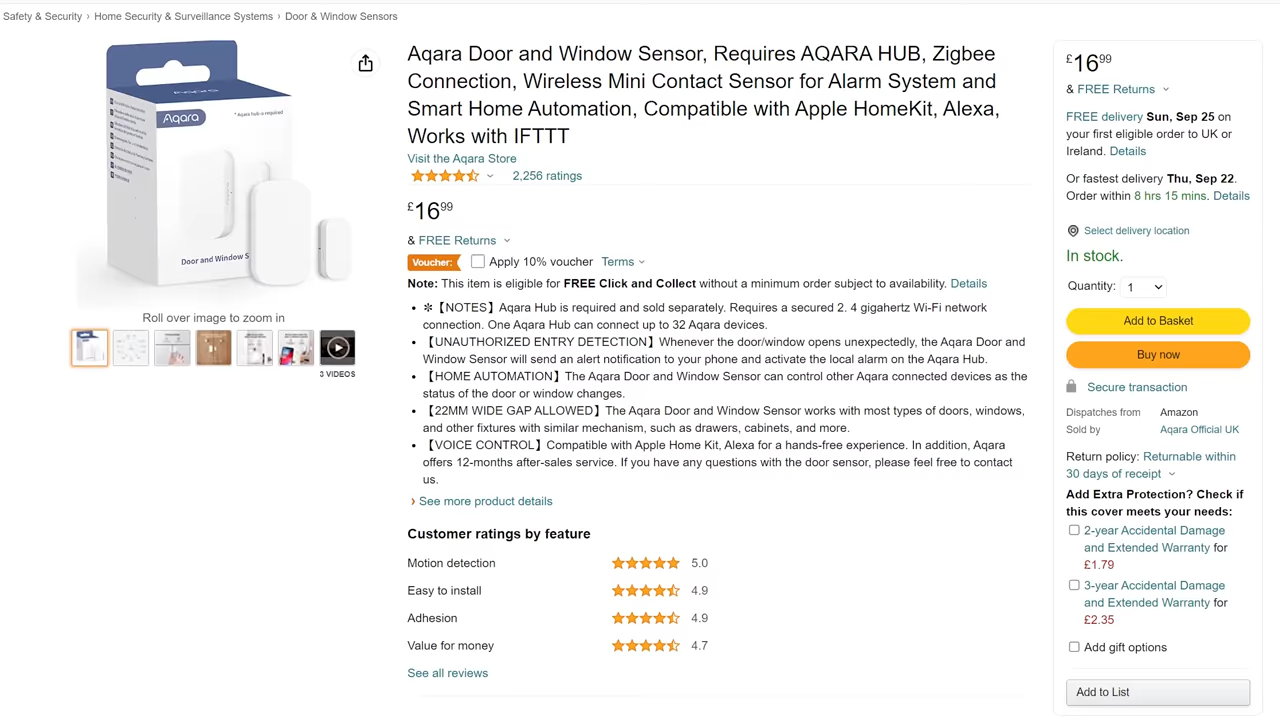 Safety & Security › Home Security & Surveillance Systems › Door & Window Sensors
Aqara
* Aqara hub is required
Door and Window S
Roll over image to zoom in
3 VIDEOS
Aqara Door and Window Sensor, Requires AQARA HUB, Zigbee
Connection, Wireless Mini Contact Sensor for Alarm System and
Smart Home Automation, Compatible with Apple HomeKit, Alexa,
Works with IFTTT
Visit the Aqara Store
2,256 ratings
£1699
& FREE Returns
Voucher: Apply 10% voucher Terms
Note: This item is eligible for FREE Click and Collect without a minimum order subject to availability. Details
• ❇【NOTES】Aqara Hub is required and sold separately. Requires a secured 2. 4 gigahertz Wi-Fi network
connection. One Aqara Hub can connect up to 32 Aqara devices.
• 【UNAUTHORIZED ENTRY DETECTION】Whenever the door/window opens unexpectedly, the Aqara Door and
Window Sensor will send an alert notification to your phone and activate the local alarm on the Aqara Hub.
• 【HOME AUTOMATION】The Aqara Door and Window Sensor can control other Aqara connected devices as the
status of the door or window changes.
• 【22MM WIDE GAP ALLOWED】The Aqara Door and Window Sensor works with most types of doors, windows,
and other fixtures with similar mechanism, such as drawers, cabinets, and more.
• 【VOICE CONTROL】Compatible with Apple Home Kit, Alexa for a hands-free experience. In addition, Aqara
offers 12-months after-sales service. If you have any questions with the door sensor, please feel free to contact
us.
› See more product details
Customer ratings by feature
Motion detection 5.0
Easy to install 4.9
Adhesion 4.9
Value for money 4.7
See all reviews
£1699
& FREE Returns
FREE delivery Sun, Sep 25 on
your first eligible order to UK or
Ireland. Details
Or fastest delivery Thu, Sep 22.
Order within 8 hrs 15 mins. Details
Select delivery location
In stock.
Quantity: 1
Add to Basket
Buy now
Secure transaction
Dispatches from Amazon
Sold by Aqara Official UK
Return policy: Returnable within
30 days of receipt
Add Extra Protection? Check if
this cover meets your needs:
2-year Accidental Damage
and Extended Warranty for
£1.79
3-year Accidental Damage
and Extended Warranty for
£2.35
Add gift options
Add to List